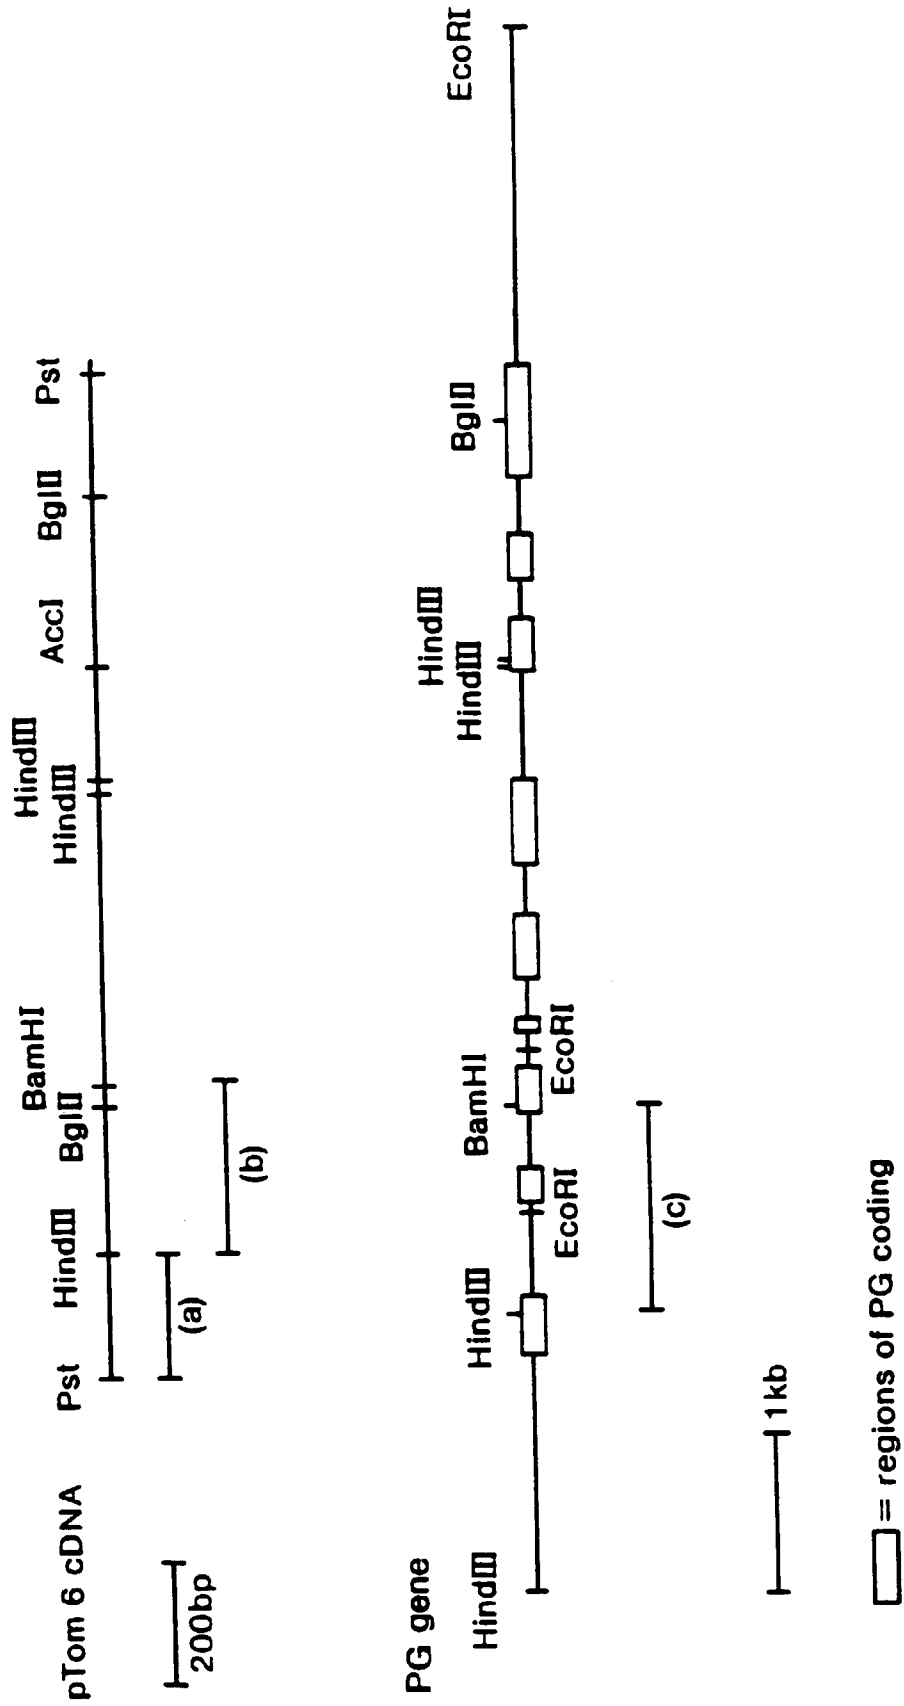 pTom 6 cDNA
Pst
HindIII
BglII
BamHI
HindIII
HindIII
AccI
BglII
Pst
200bp
(a)
(b)
PG gene
HindIII
HindIII
EcoRI
BamHI
EcoRI
HindIII
HindIII
BglII
EcoRI
(c)
1kb
= regions of PG coding